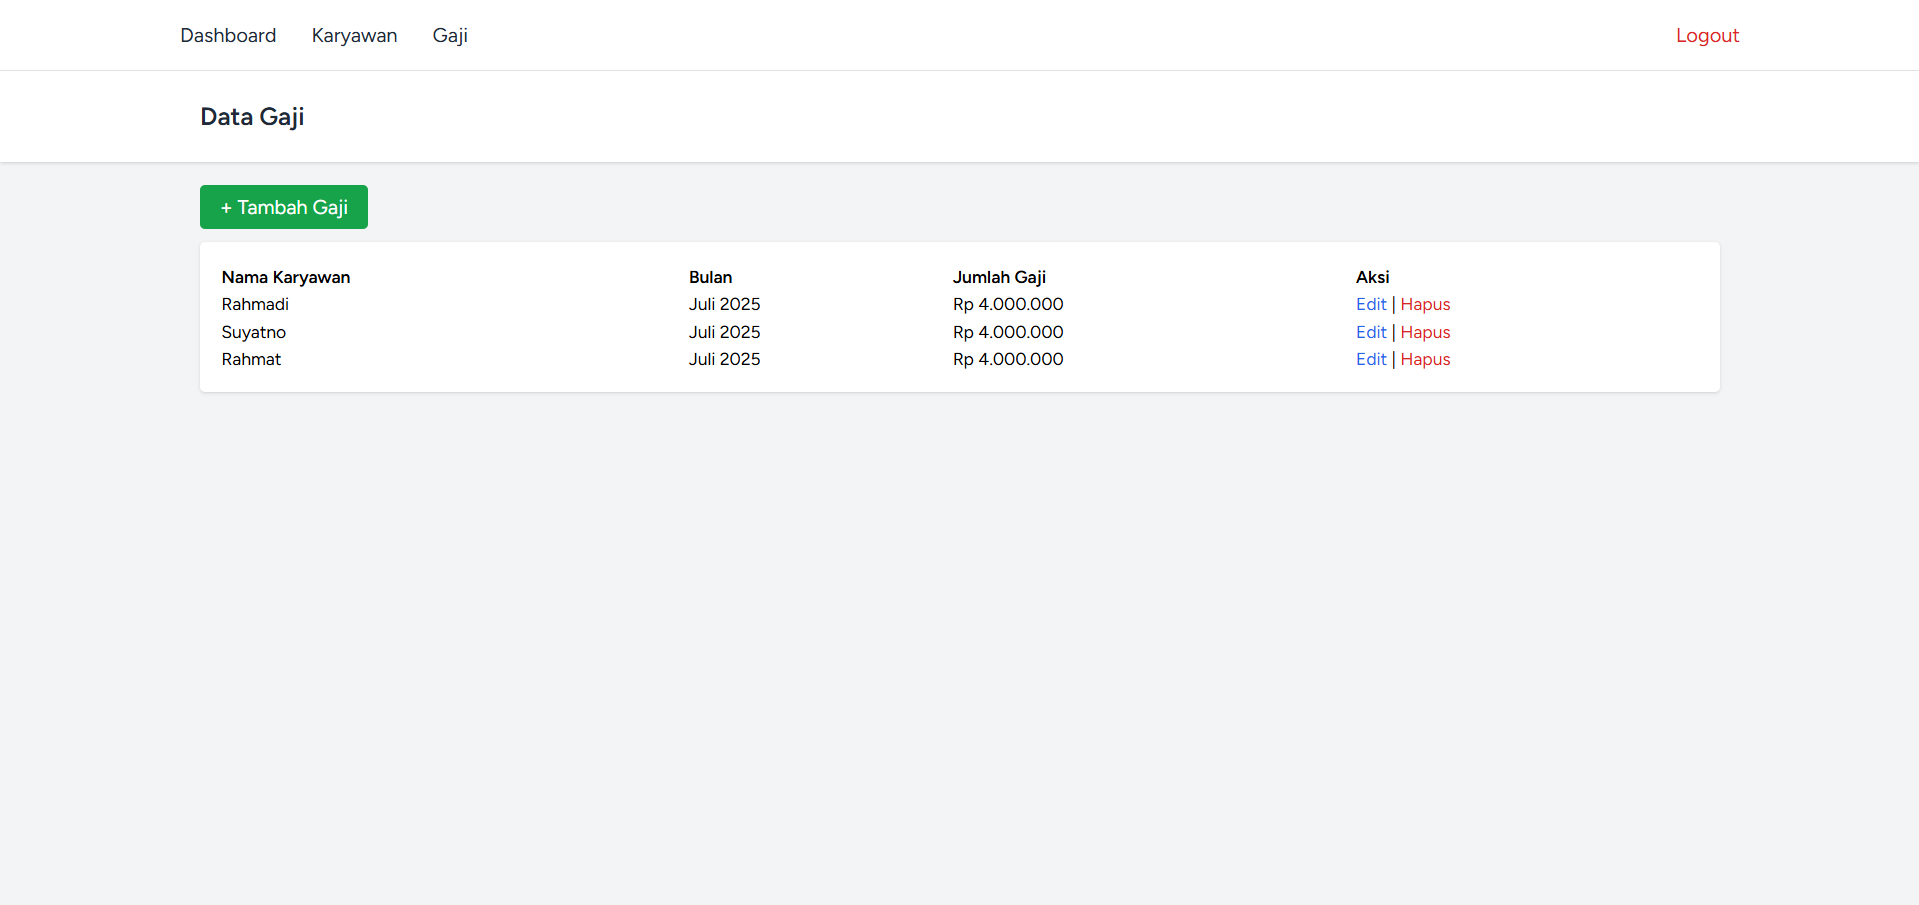 Dashboard Karyawan Gaji Logout
Data Gaji
+ Tambah Gaji
Nama Karyawan Bulan Jumlah Gaji Aksi
Rahmadi Juli 2025 Rp 4.000.000 Edit | Hapus
Suyatno Juli 2025 Rp 4.000.000 Edit | Hapus
Rahmat Juli 2025 Rp 4.000.000 Edit | Hapus